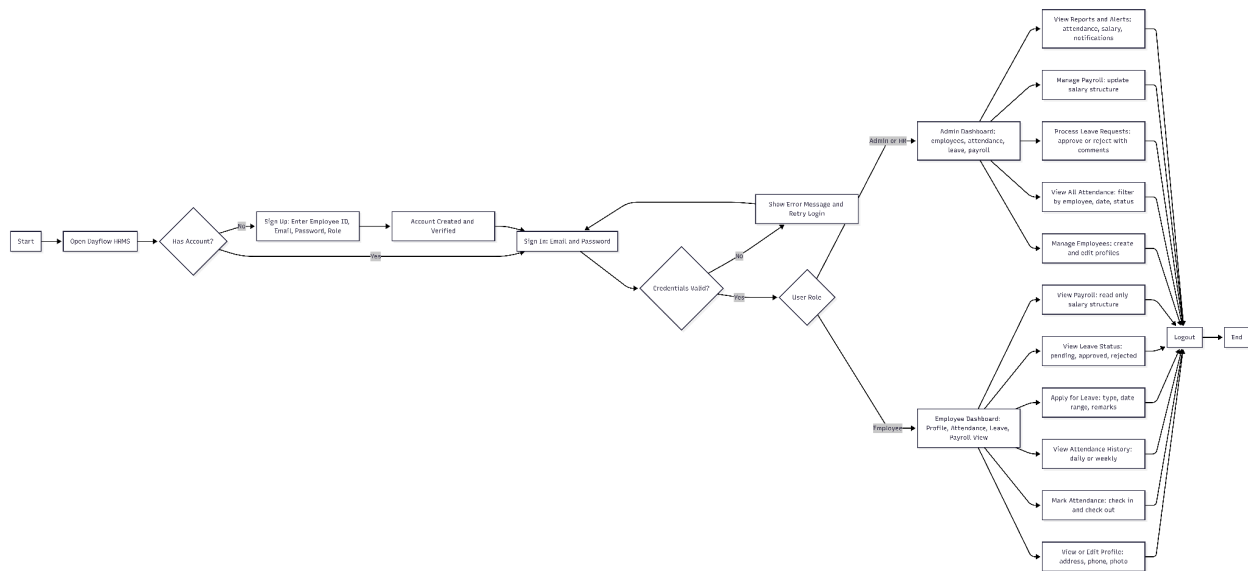 Start
Open Dayflow HRMS
Has Account?
No
Sign Up: Enter Employee ID,
Email, Password, Role
Account Created and
Verified
Yes
Sign In: Email and Password
Credentials Valid?
No
Show Error Message and
Retry Login
Yes
User Role
Admin or HR
Admin Dashboard:
employees, attendance,
leave, payroll
View Reports and Alerts:
attendance, salary,
notifications
Manage Payroll: update
salary structure
Process Leave Requests:
approve or reject with
comments
View All Attendance: filter
by employee, date, status
Manage Employees: create
and edit profiles
Employee
Employee Dashboard:
Profile, Attendance, Leave,
Payroll View
View Payroll: read only
salary structure
View Leave Status:
pending, approved, rejected
Apply for Leave: type, date
range, remarks
View Attendance History:
daily or weekly
Mark Attendance: check in
and check out
View or Edit Profile:
address, phone, photo
Logout
End